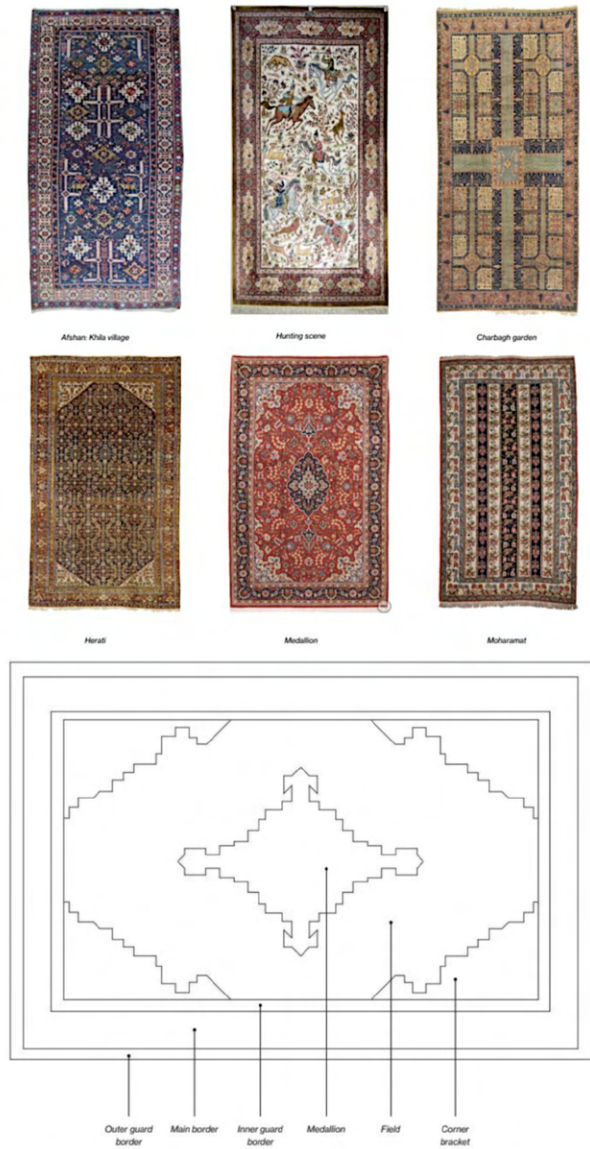 Afshan: Khila village
Hunting scene
Charbagh garden
Herati
Medallion
Moharamat
Outer guard
border
Main border
Inner guard
border
Medallion
Field
Corner
bracket